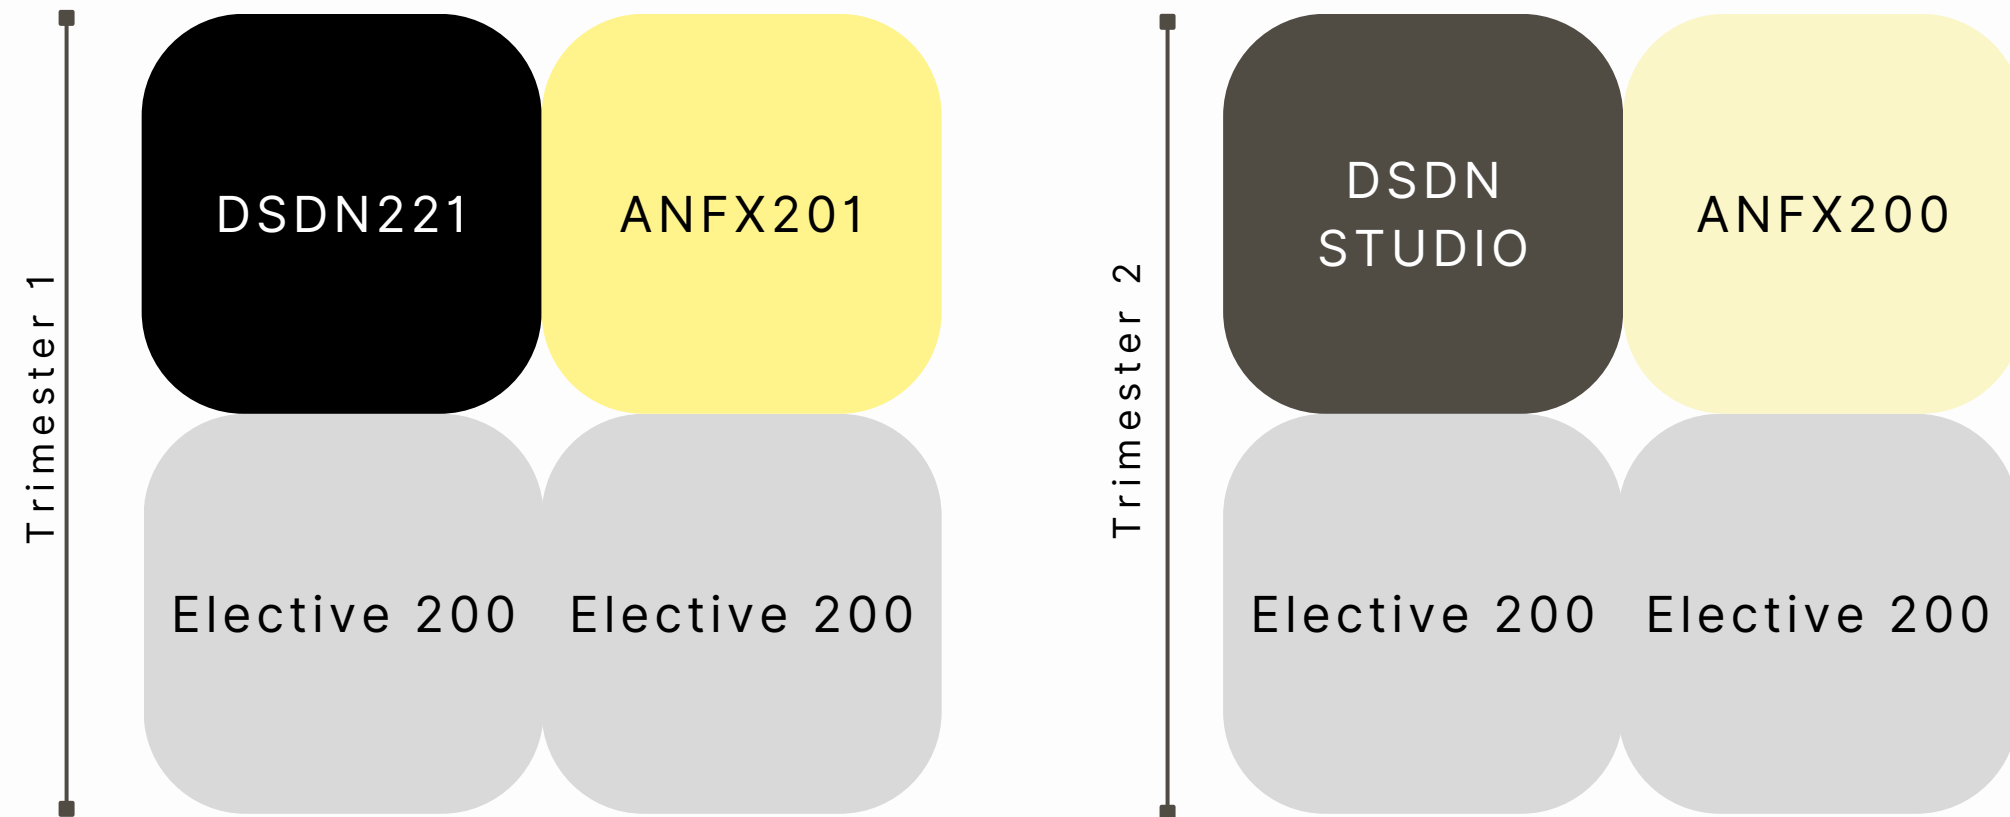 Trimester 1
DSDN221
ANFX201
Elective 200
Elective 200
Trimester 2
DSDN
STUDIO
ANFX200
Elective 200
Elective 200